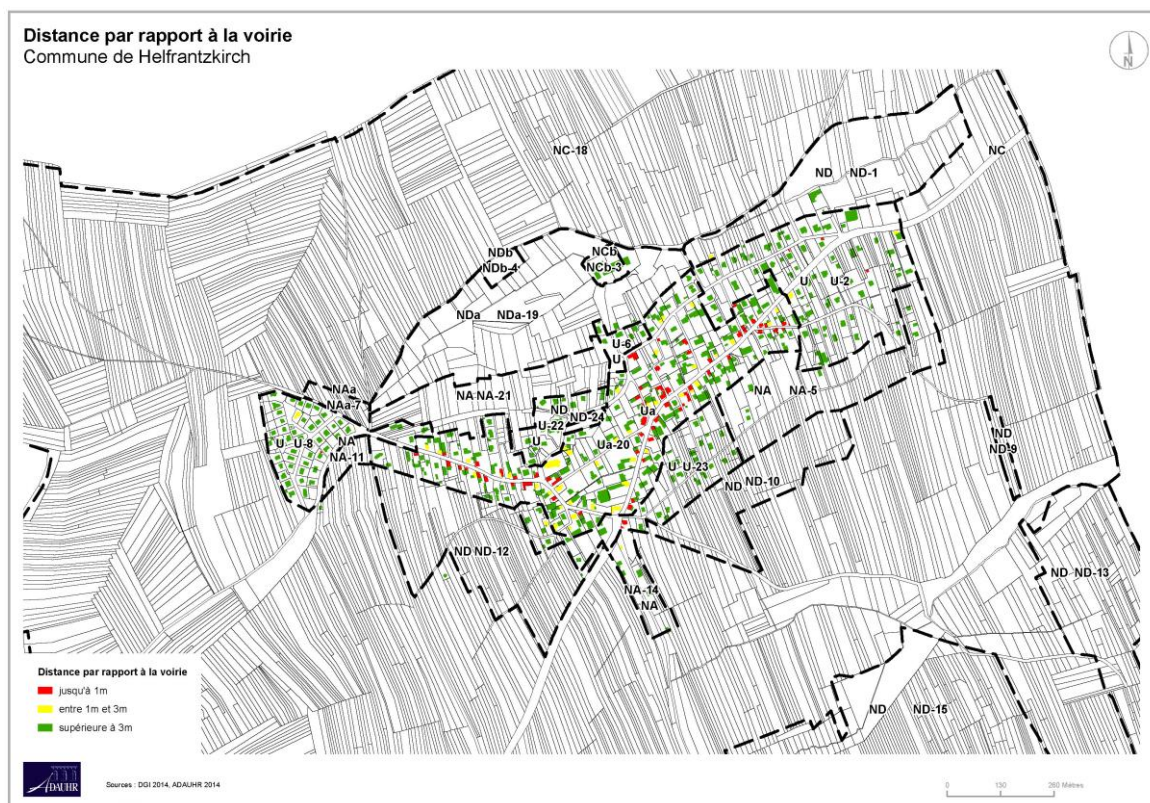 Distance par rapport à la voirie
Commune de Helfrantzkirch
N
NC-18
NC
ND ND-1
NDb
NDb-4
NCb
NCb-3
U U-2
NDa NDa-19
U-6
U
NAa
NAa-7
NA NA-21
NA NA-5
ND
ND-24
Ua
U-22
U
Ua-20
U U-8
NA
NA-11
U U-23
ND
ND-9
ND ND-10
ND ND-12
ND ND-13
NA-14
NA
ND ND-15
Distance par rapport à la voirie
jusqu'à 1m
entre 1m et 3m
supérieure à 3m
ADAUHR
Sources : DGI 2014, ADAUHR 2014
0 130 260 Mètres